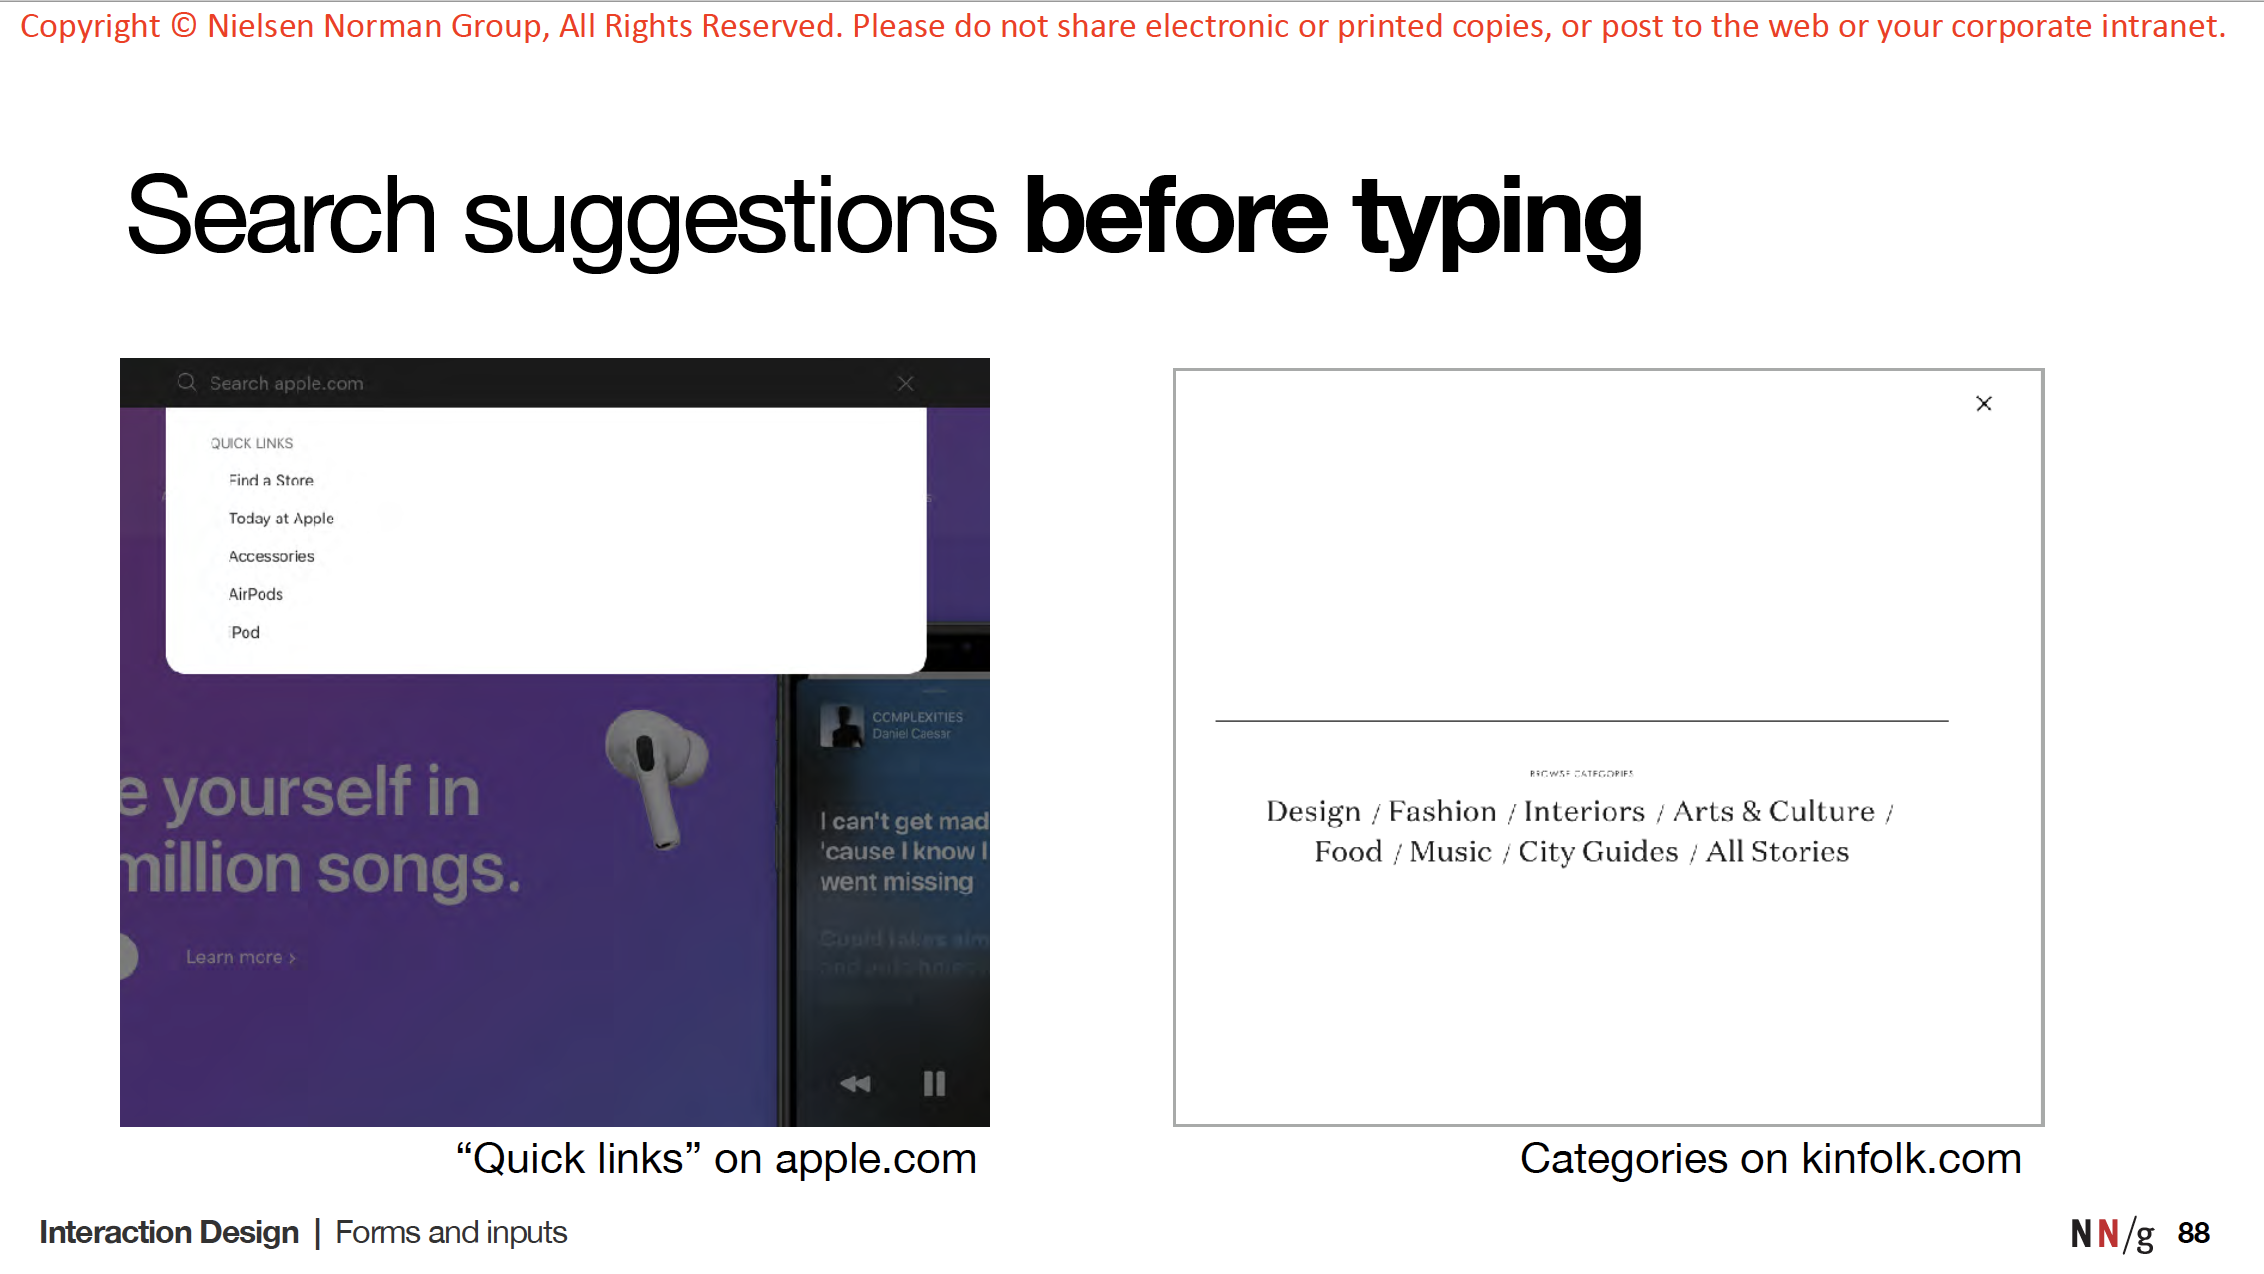 Copyright © Nielsen Norman Group, All Rights Reserved. Please do not share electronic or printed copies, or post to the web or your corporate intranet.
Search suggestions before typing
Search apple.com
QUICK LINKS
Find a Store
Today at Apple
Accessories
AirPods
iPod
e yourself in
million songs.
Learn more >
COMPLEXITIES
Daniel Caesar
I can't get mad
'cause I know I
went missing
"Quick links" on apple.com
BROWSE CATEGORIES
Design / Fashion / Interiors / Arts & Culture /
Food / Music / City Guides / All Stories
Categories on kinfolk.com
Interaction Design | Forms and inputs
NN/g 88